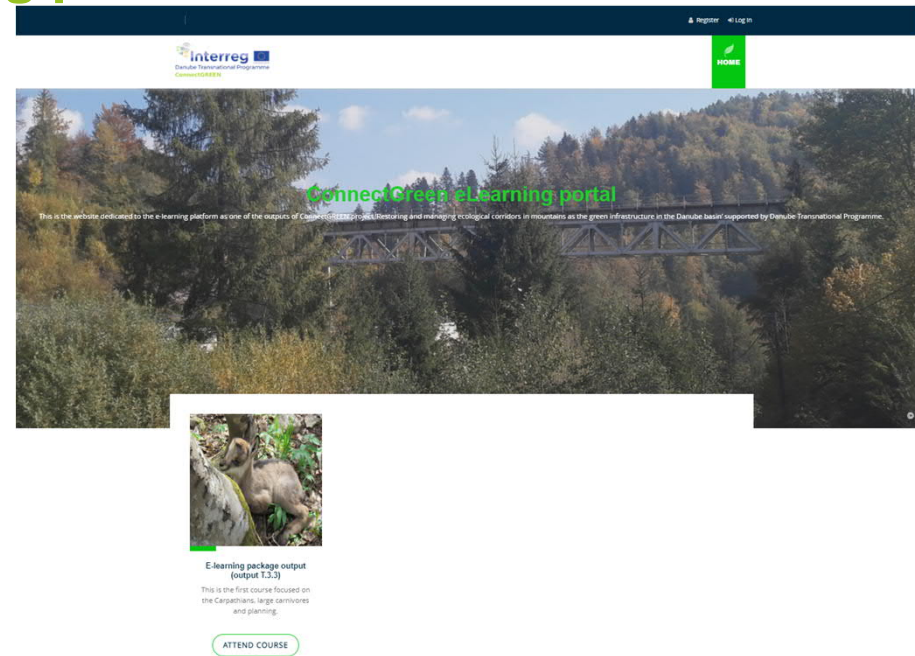 Register Log in
Interreg
Danube Transnational Programme
ConnectGREEN
HOME
ConnectGreen eLearning portal
This is the website dedicated to the e-learning platform as one of the outputs of ConnectGREEN project 'Restoring and managing ecological corridors in mountains as the green infrastructure in the Danube basin' supported by Danube Transnational Programme.
E-learning package output
(output T.3.3)
This is the first course focused on
the Carpathians, large carnivores
and planning.
ATTEND COURSE